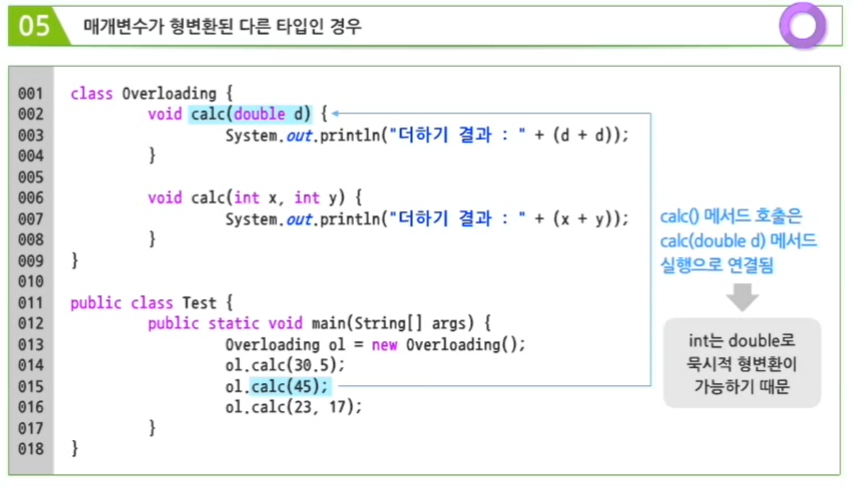 05 매개변수가 형변환된 다른 타입인 경우
001 class Overloading {
002 void calc(double d) {
003 System.out.println("더하기 결과 : " + (d + d));
004 }
005
006 void calc(int x, int y) {
007 System.out.println("더하기 결과 : " + (x + y));
008 }
009 }
010
011 public class Test {
012 public static void main(String[] args) {
013 Overloading ol = new Overloading();
014 ol.calc(30.5);
015 ol.calc(45);
016 ol.calc(23, 17);
017 }
018 }
calc() 메서드 호출은
calc(double d) 메서드
실행으로 연결됨
int는 double로
묵시적 형변환이
가능하기 때문